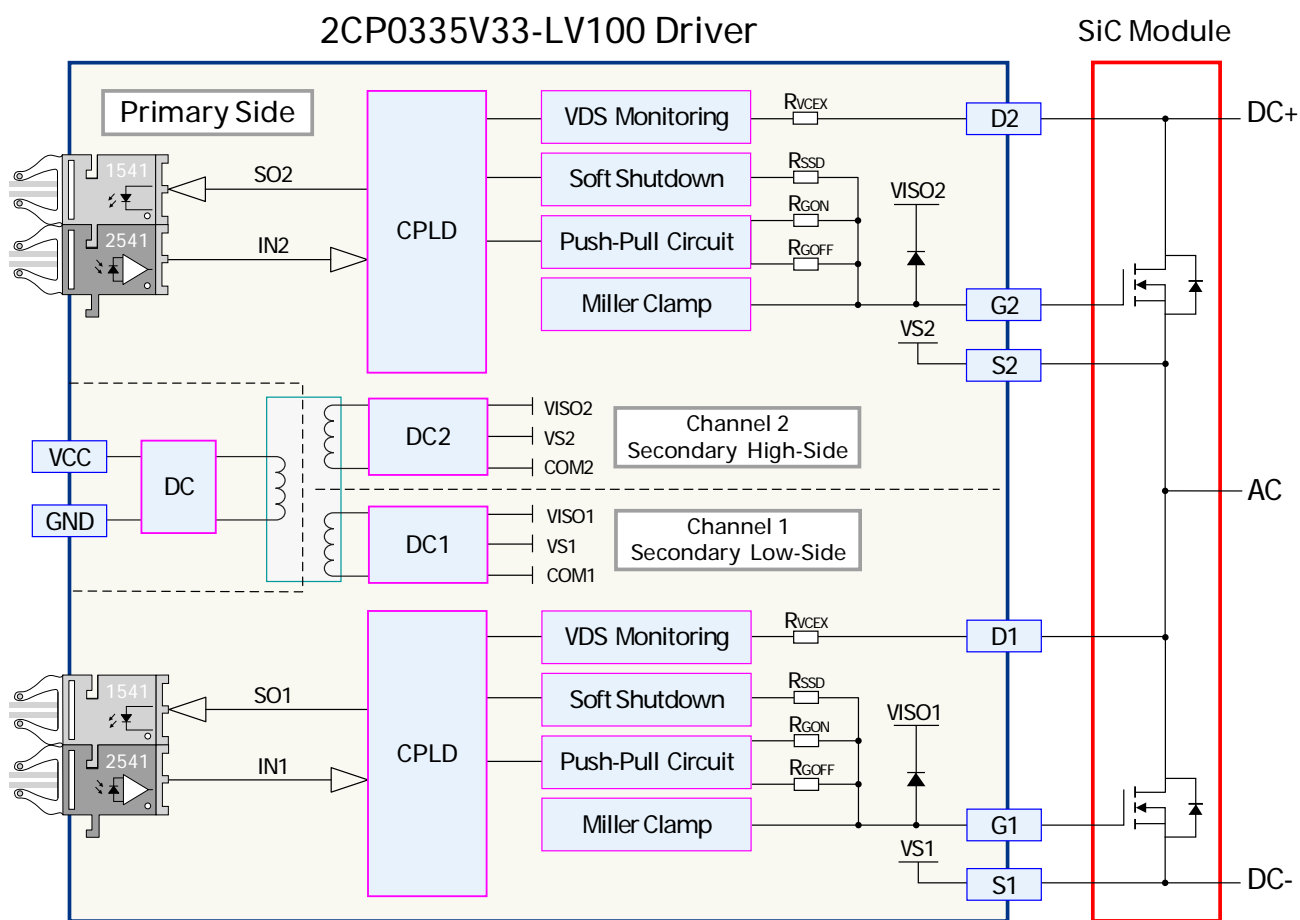 2CP0335V33-LV100 Driver
SiC Module
Primary Side
1541
2541
SO2
IN2
CPLD
VDS Monitoring
Soft Shutdown
Push-Pull Circuit
Miller Clamp
RVCEX
RSSD
RGON
RGOFF
VISO2
VS2
D2
G2
S2
DC+
VCC
GND
DC
DC2
VISO2
VS2
COM2
Channel 2
Secondary High-Side
AC
DC1
VISO1
VS1
COM1
Channel 1
Secondary Low-Side
1541
2541
SO1
IN1
CPLD
VDS Monitoring
Soft Shutdown
Push-Pull Circuit
Miller Clamp
RVCEX
RSSD
RGON
RGOFF
VISO1
VS1
D1
G1
S1
DC-